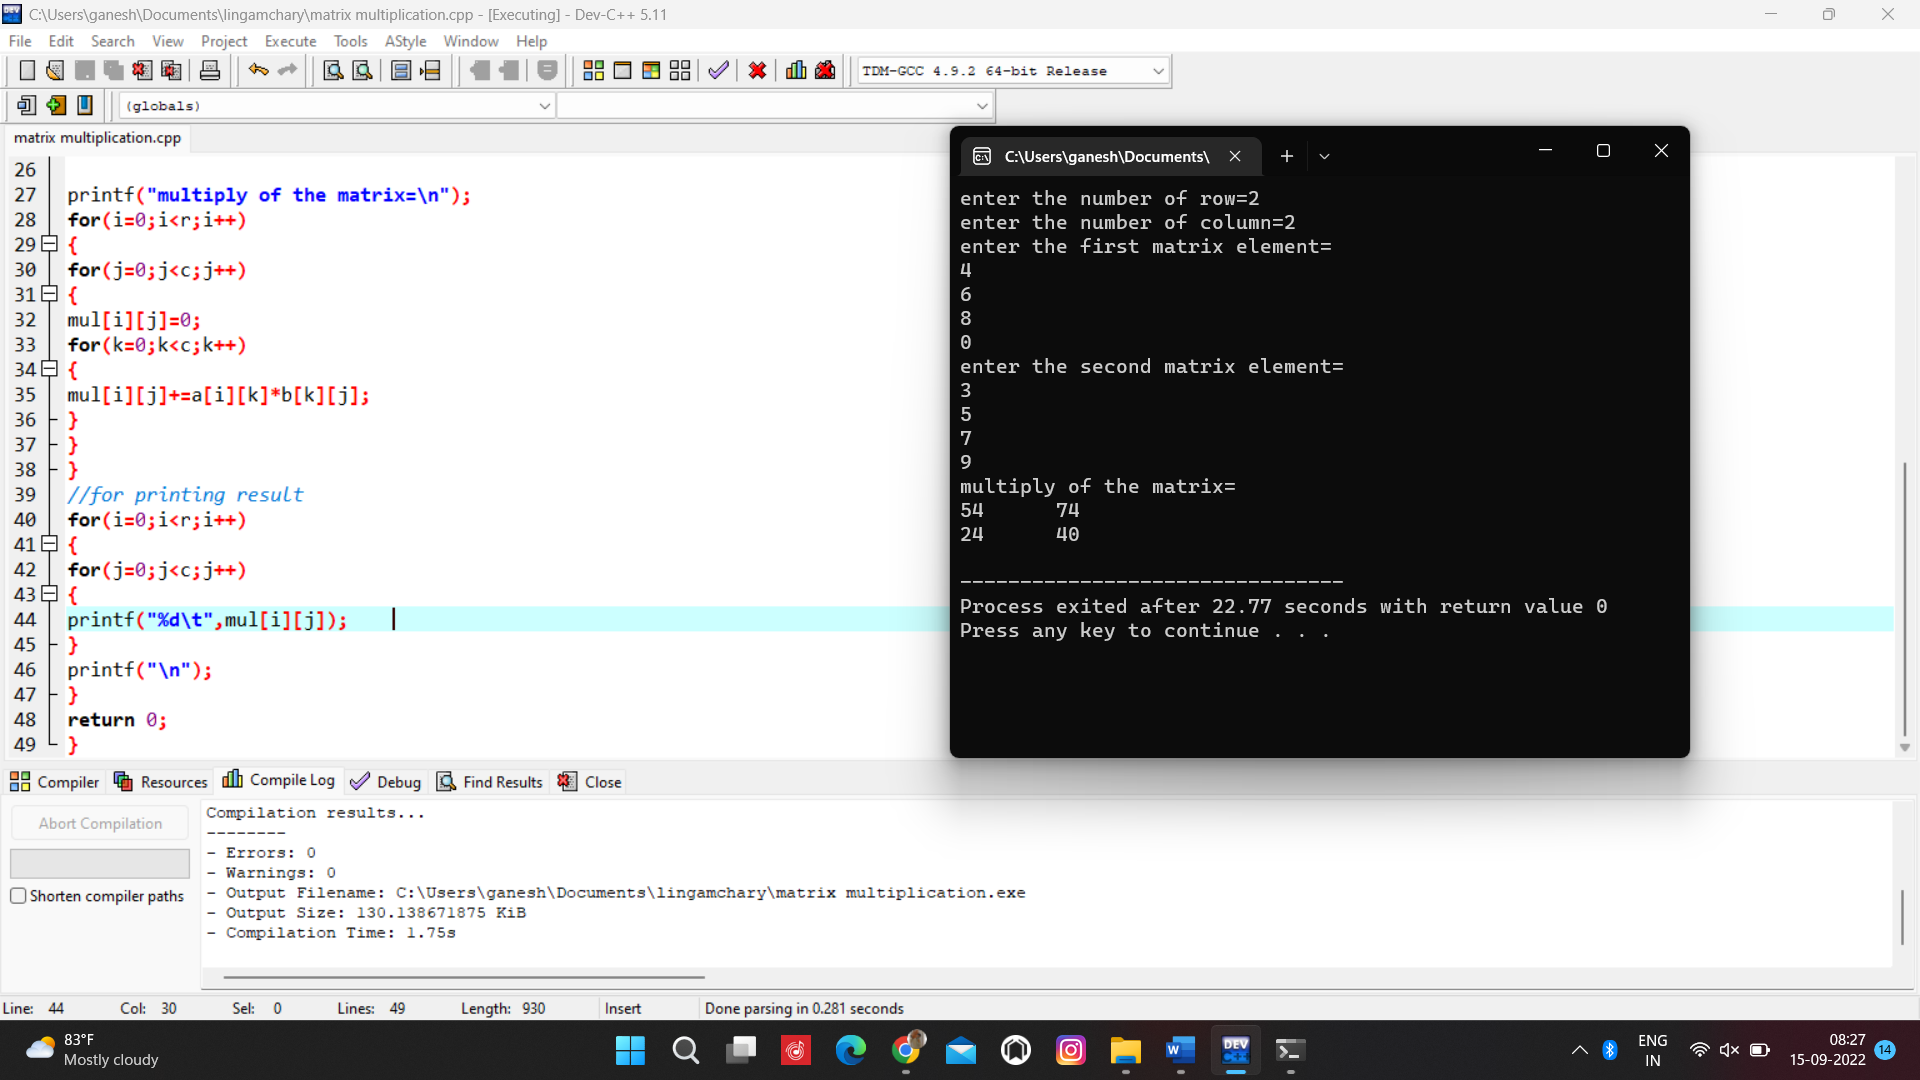 C:\Users\ganesh\Documents\lingamchary\matrix multiplication.cpp - [Executing] - Dev-C++ 5.11
File Edit Search View Project Execute Tools AStyle Window Help
TDM-GCC 4.9.2 64-bit Release
(globals)
matrix multiplication.cpp
26
27 printf("multiply of the matrix=\n");
28 for(i=0;i<r;i++)
29 {
30 for(j=0;j<c;j++)
31 {
32 mul[i][j]=0;
33 for(k=0;k<c;k++)
34 {
35 mul[i][j]+=a[i][k]*b[k][j];
36 }
37 }
38 }
39 //for printing result
40 for(i=0;i<r;i++)
41 {
42 for(j=0;j<c;j++)
43 {
44 printf("%d\t",mul[i][j]);
45 }
46 printf("\n");
47 }
48 return 0;
49 }
C:\Users\ganesh\Documents\
enter the number of row=2
enter the number of column=2
enter the first matrix element=
4
6
8
0
enter the second matrix element=
3
5
7
9
multiply of the matrix=
54 74
24 40
--------------------------------
Process exited after 22.77 seconds with return value 0
Press any key to continue . . .
Compiler Resources Compile Log Debug Find Results Close
Abort Compilation
Shorten compiler paths
Compilation results...
--------
- Errors: 0
- Warnings: 0
- Output Filename: C:\Users\ganesh\Documents\lingamchary\matrix multiplication.exe
- Output Size: 130.138671875 KiB
- Compilation Time: 1.75s
Line: 44 Col: 30 Sel: 0 Lines: 49 Length: 930 Insert Done parsing in 0.281 seconds
83°F
Mostly cloudy
DEV
C++
ENG
IN
08:27
15-09-2022
14